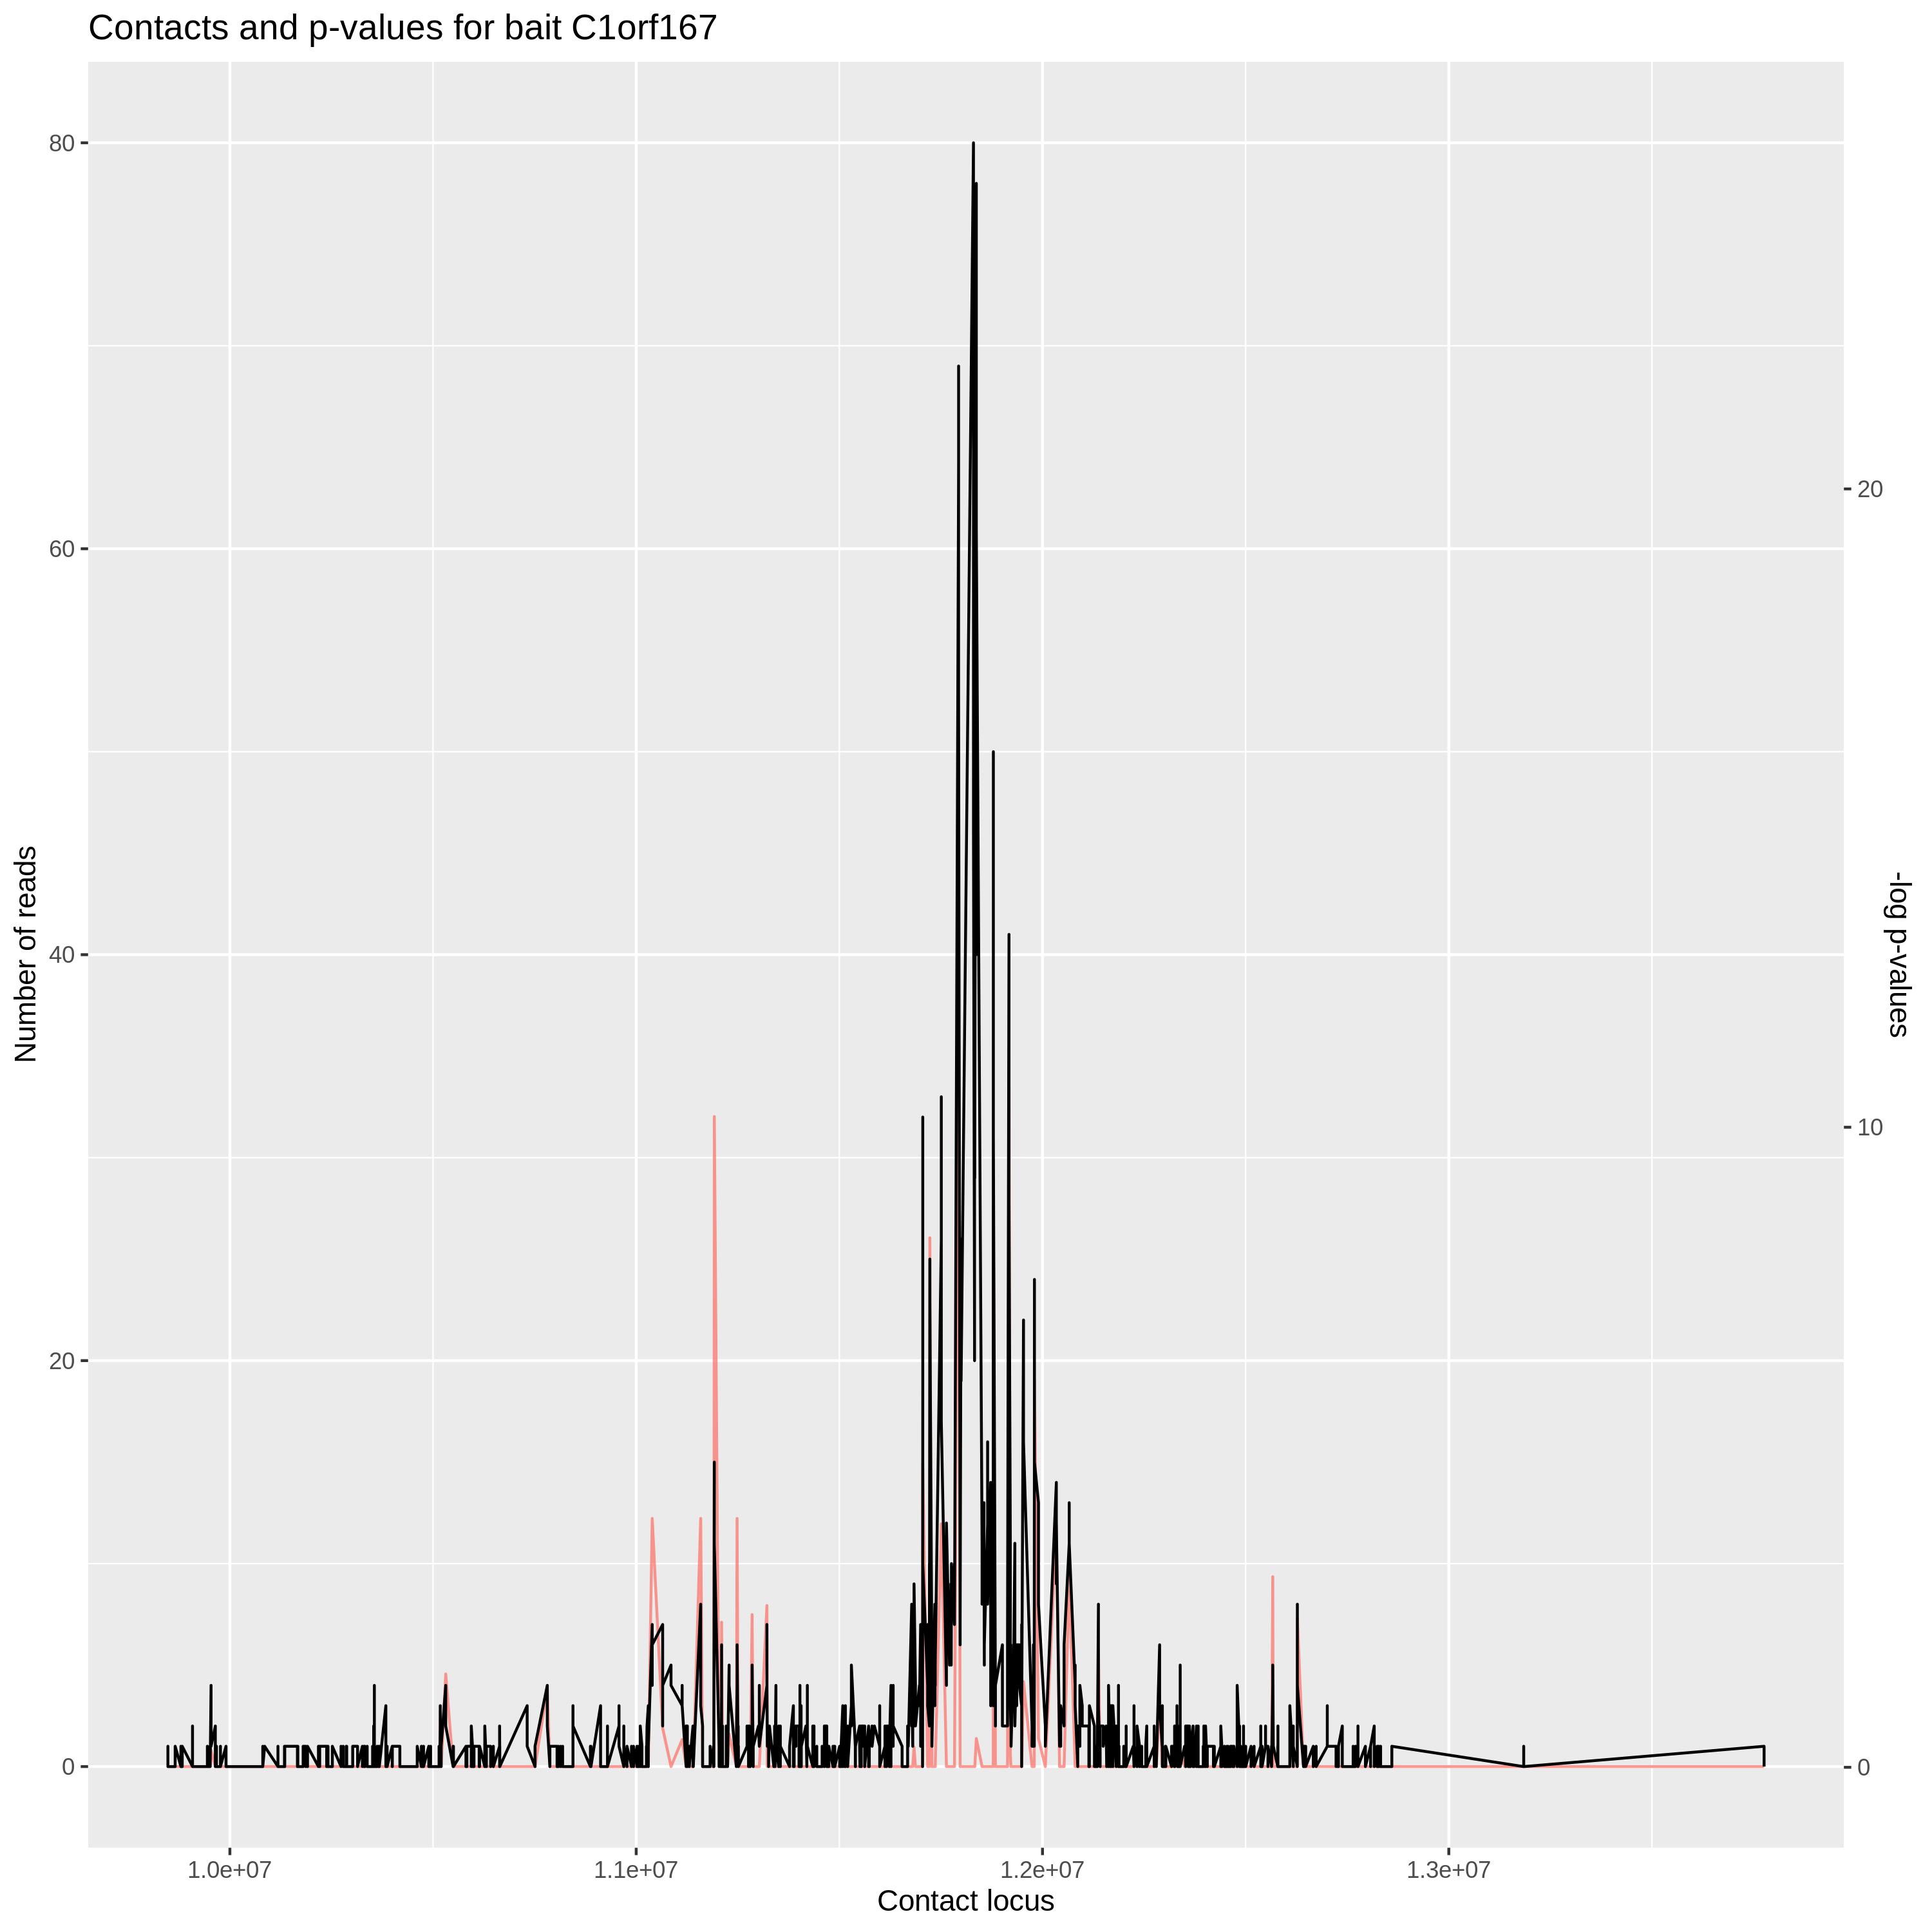 Contacts and p-values for bait C1orf167
80
60
40
20
0
Number of reads
20
10
0
-log p-values
1.0e+07
1.1e+07
1.2e+07
1.3e+07
Contact locus